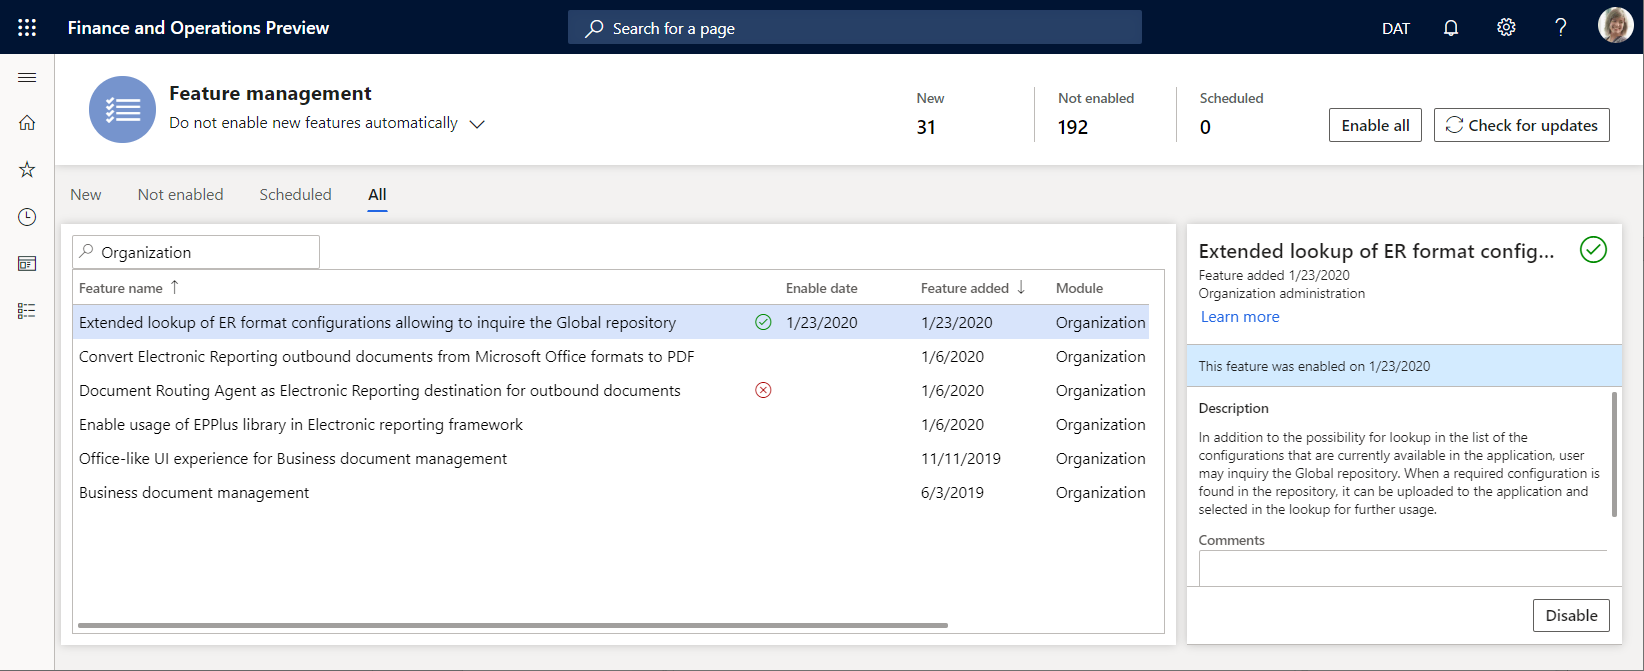 Finance and Operations Preview
Search for a page
DAT
Feature management
Do not enable new features automatically
New
31
Not enabled
192
Scheduled
0
Enable all
Check for updates
New Not enabled Scheduled All
Organization
Feature name Enable date Feature added Module
Extended lookup of ER format configurations allowing to inquire the Global repository 1/23/2020 1/23/2020 Organization
Convert Electronic Reporting outbound documents from Microsoft Office formats to PDF 1/6/2020 Organization
Document Routing Agent as Electronic Reporting destination for outbound documents 1/6/2020 Organization
Enable usage of EPPlus library in Electronic reporting framework 1/6/2020 Organization
Office-like UI experience for Business document management 11/11/2019 Organization
Business document management 6/3/2019 Organization
Extended lookup of ER format config...
Feature added 1/23/2020
Organization administration
Learn more
This feature was enabled on 1/23/2020
Description
In addition to the possibility for lookup in the list of the
configurations that are currently available in the application, user
may inquiry the Global repository. When a required configuration is
found in the repository, it can be uploaded to the application and
selected in the lookup for further usage.
Comments
Disable